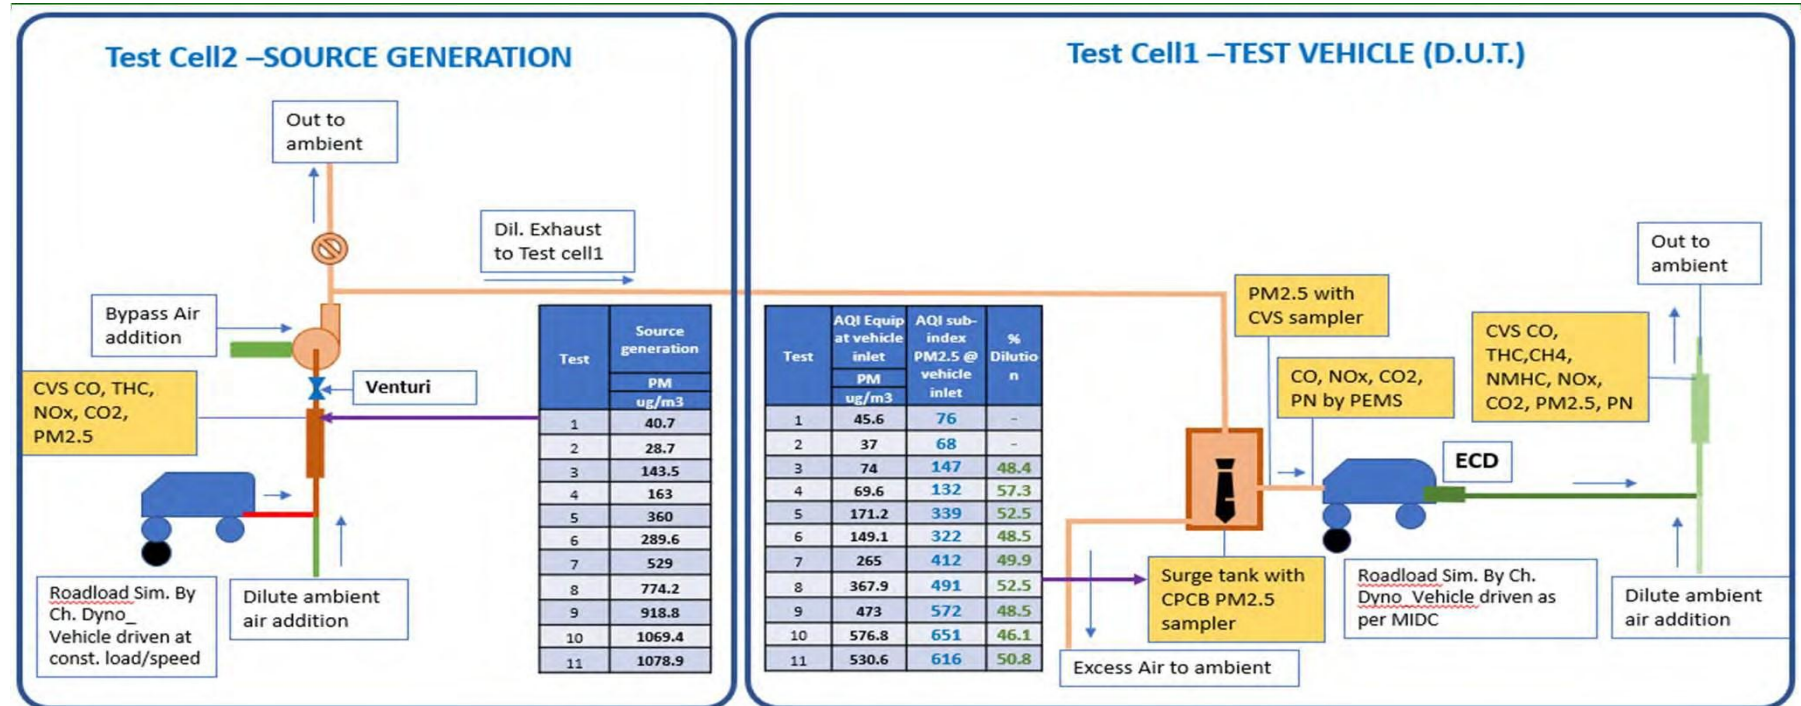 Test Cell2 –SOURCE GENERATION
Out to
ambient
Dil. Exhaust
to Test cell1
Bypass Air
addition
CVS CO, THC,
NOx, CO2,
PM2.5
Venturi
Roadload Sim. By
Ch. Dyno_
Vehicle driven at
const. load/speed
Dilute ambient
air addition
Test Source generation
PM
ug/m3
1 40.7
2 28.7
3 143.5
4 163
5 360
6 289.6
7 529
8 774.2
9 918.8
10 1069.4
11 1078.9
Test Cell1 –TEST VEHICLE (D.U.T.)
Test AQI Equip at vehicle inlet AQI sub-index PM2.5 @ vehicle inlet % Dilutio n
PM
ug/m3
1 45.6 76 -
2 37 68 -
3 74 147 48.4
4 69.6 132 57.3
5 171.2 339 52.5
6 149.1 322 48.5
7 265 412 49.9
8 367.9 491 52.5
9 473 572 48.5
10 576.8 651 46.1
11 530.6 616 50.8
PM2.5 with
CVS sampler
CO, NOx, CO2,
PN by PEMS
Out to
ambient
CVS CO,
THC,CH4,
NMHC, NOx,
CO2, PM2.5, PN
ECD
Surge tank with
CPCB PM2.5
sampler
Roadload Sim. By Ch.
Dyno_Vehicle driven as
per MIDC
Dilute ambient
air addition
Excess Air to ambient